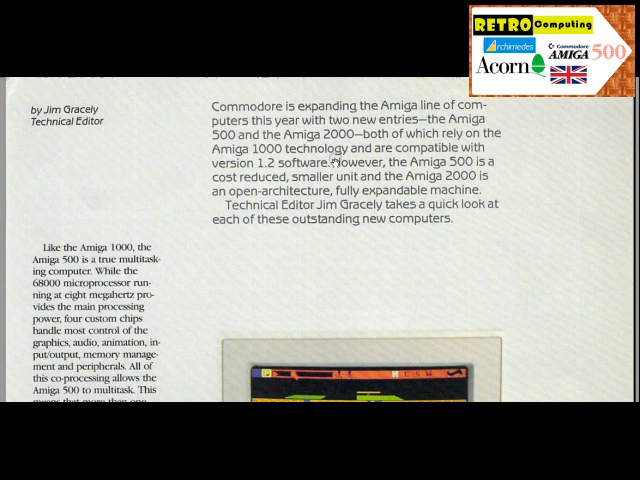 RETRO Computing
Archimedes
Acorn
Commodore
AMIGA 500
by Jim Gracely
Technical Editor
Commodore is expanding the Amiga line of com-
puters this year with two new entries—the Amiga
500 and the Amiga 2000—both of which rely on the
Amiga 1000 technology and are compatible with
version 1.2 software. However, the Amiga 500 is a
cost reduced, smaller unit and the Amiga 2000 is
an open-architecture, fully expandable machine.
Technical Editor Jim Gracely takes a quick look at
each of these outstanding new computers.
Like the Amiga 1000, the
Amiga 500 is a true multitask-
ing computer. While the
68000 microprocessor run-
ning at eight megahertz pro-
vides the main processing
power, four custom chips
handle most control of the
graphics, audio, animation, in-
put/output, memory manage-
ment and peripherals. All of
this co-processing allows the
Amiga 500 to multitask. This
means that more than one